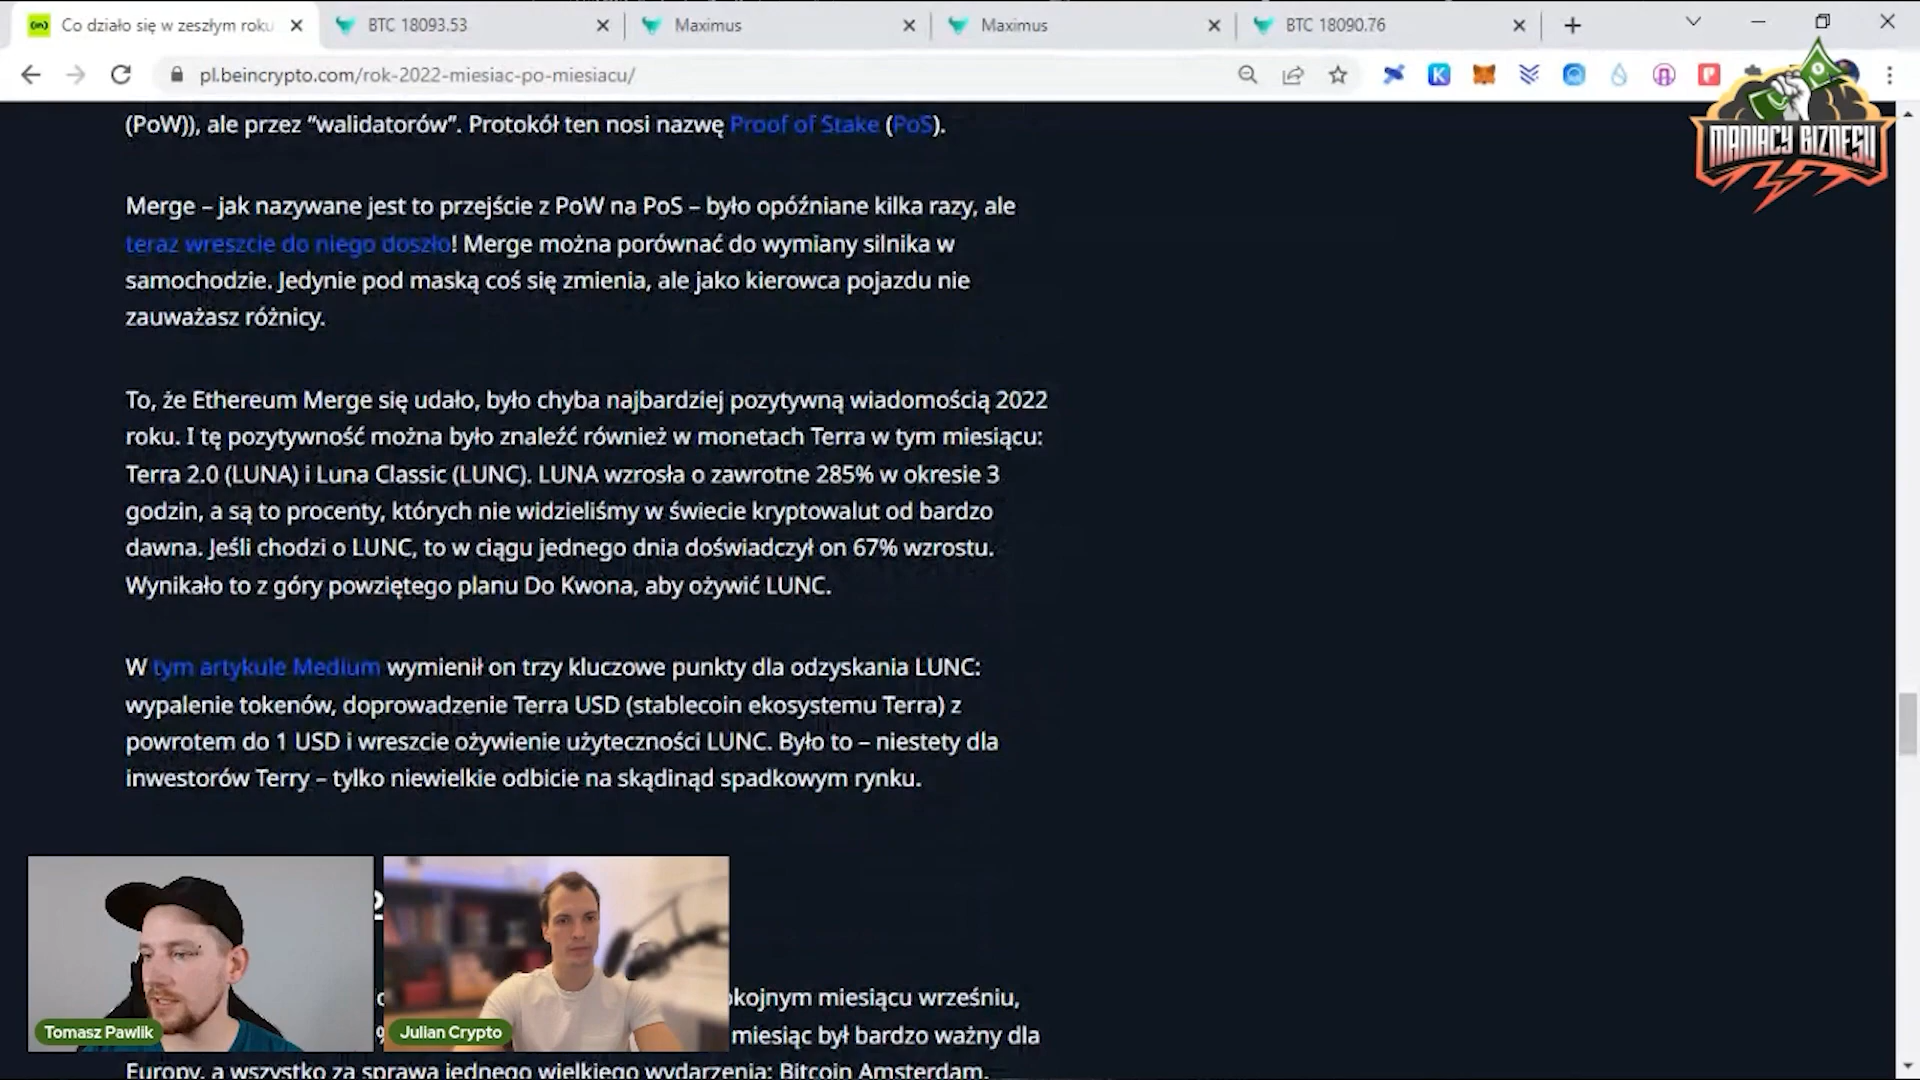 Co działo się w zeszłym roku
BTC 18093.53
Maximus
Maximus
BTC 18090.76
pl.beincrypto.com/rok-2022-miesiac-po-miesiacu/
MANIACY BIZNESU
(PoW)), ale przez “walidatorów”. Protokół ten nosi nazwę Proof of Stake (PoS).
Merge – jak nazywane jest to przejście z PoW na PoS – było opóźniane kilka razy, ale
teraz wreszcie do niego doszło! Merge można porównać do wymiany silnika w
samochodzie. Jedynie pod maską coś się zmienia, ale jako kierowca pojazdu nie
zauważasz różnicy.
To, że Ethereum Merge się udało, było chyba najbardziej pozytywną wiadomością 2022
roku. I tę pozytywność można było znaleźć również w monetach Terra w tym miesiącu:
Terra 2.0 (LUNA) i Luna Classic (LUNC). LUNA wzrosła o zawrotne 285% w okresie 3
godzin, a są to procenty, których nie widzieliśmy w świecie kryptowalut od bardzo
dawna. Jeśli chodzi o LUNC, to w ciągu jednego dnia doświadczył on 67% wzrostu.
Wynikało to z góry powziętego planu Do Kwona, aby ożywić LUNC.
W tym artykule Medium wymienił on trzy kluczowe punkty dla odzyskania LUNC:
wypalenie tokenów, doprowadzenie Terra USD (stablecoin ekosystemu Terra) z
powrotem do 1 USD i wreszcie ożywienie użyteczności LUNC. Było to – niestety dla
inwestorów Terry – tylko niewielkie odbicie na skądinąd spadkowym rynku.
miesiącu wrześniu,
miesiąc był bardzo ważny dla
Europy, a wszystko za sprawą jednego wielkiego wydarzenia: Bitcoin Amsterdam.
Tomasz Pawlik
Julian Crypto